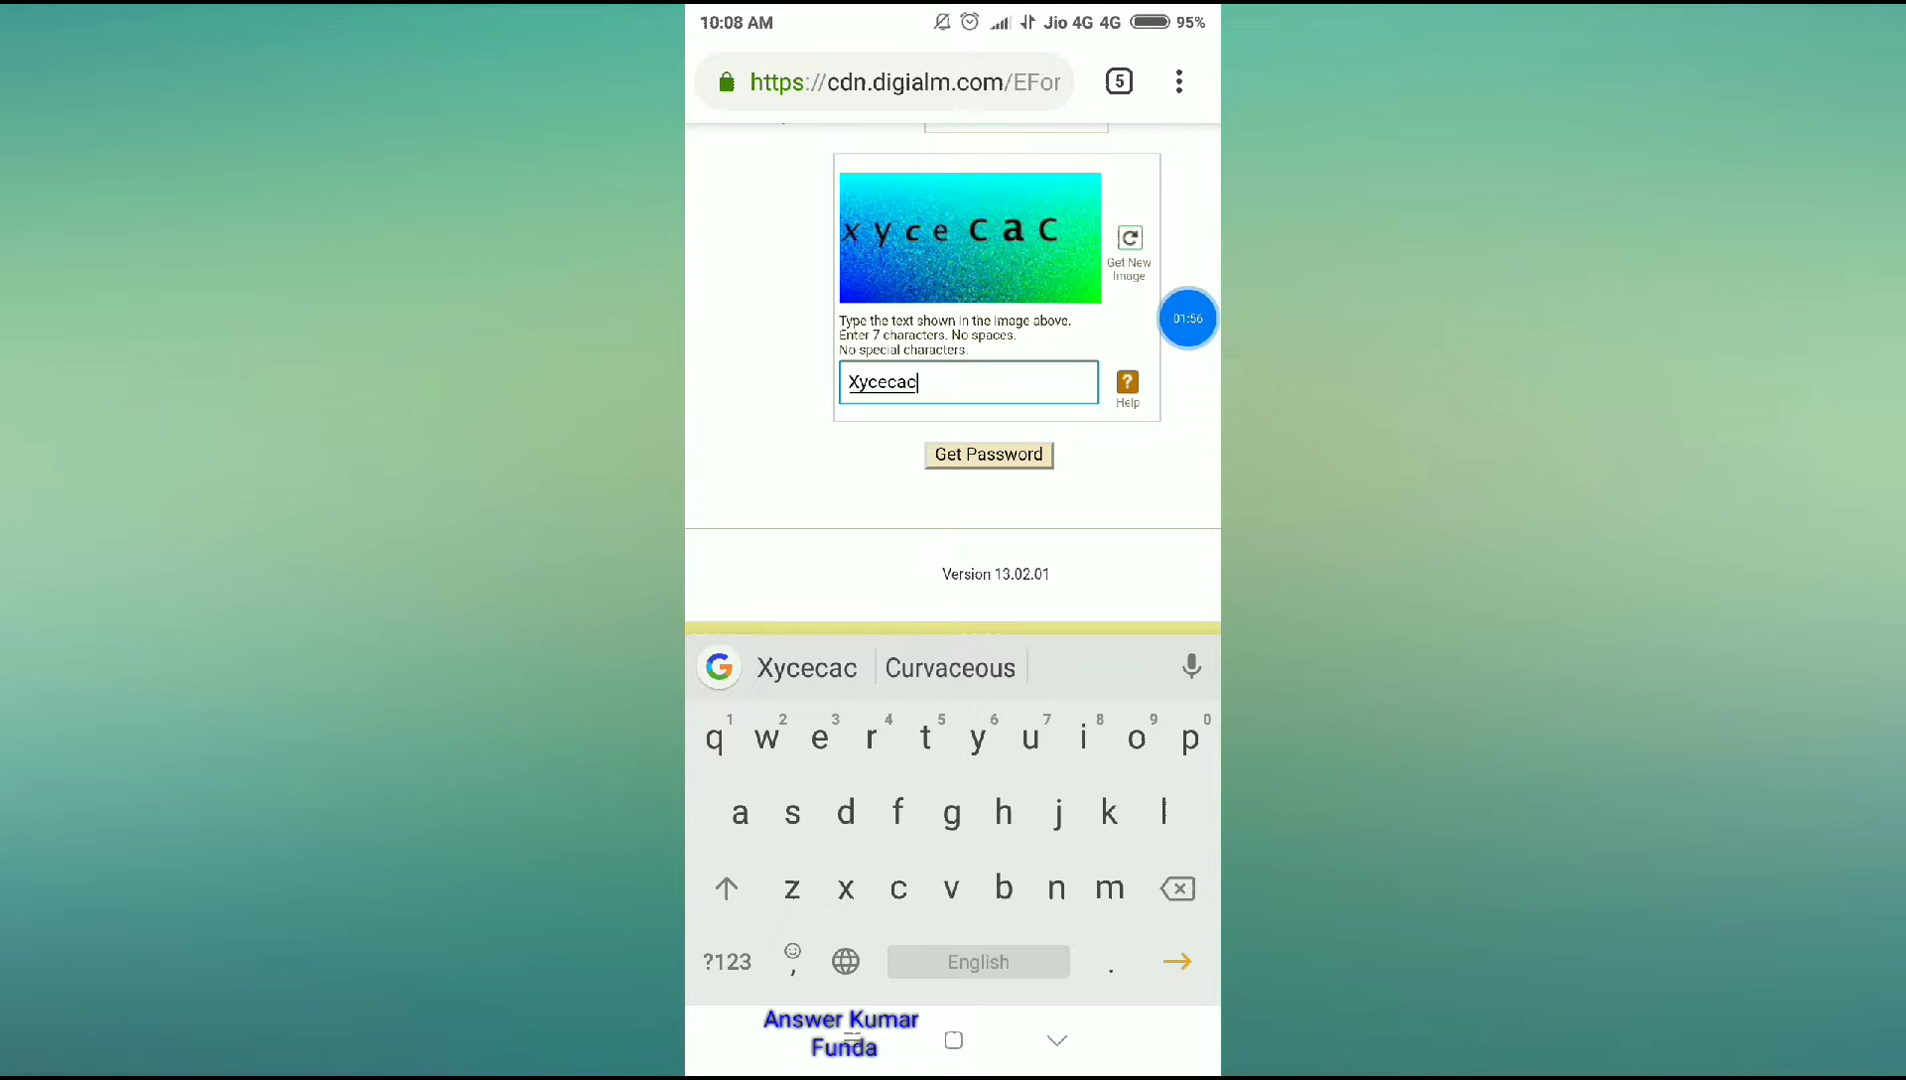 10:08 AM Jio 4G 4G 95%
https://cdn.digialm.com/EFor 5
x y c e c a c
Get New
Image
Type the text shown in the image above.
Enter 7 characters. No spaces.
No special characters.
01:56
Xycecac
?
Help
Get Password
Version 13.02.01
G Xycecac Curvaceous
1 2 3 4 5 6 7 8 9 0
q w e r t y u i o p
a s d f g h j k l
z x c v b n m
?123 , English .
Answer Kumar
Funda